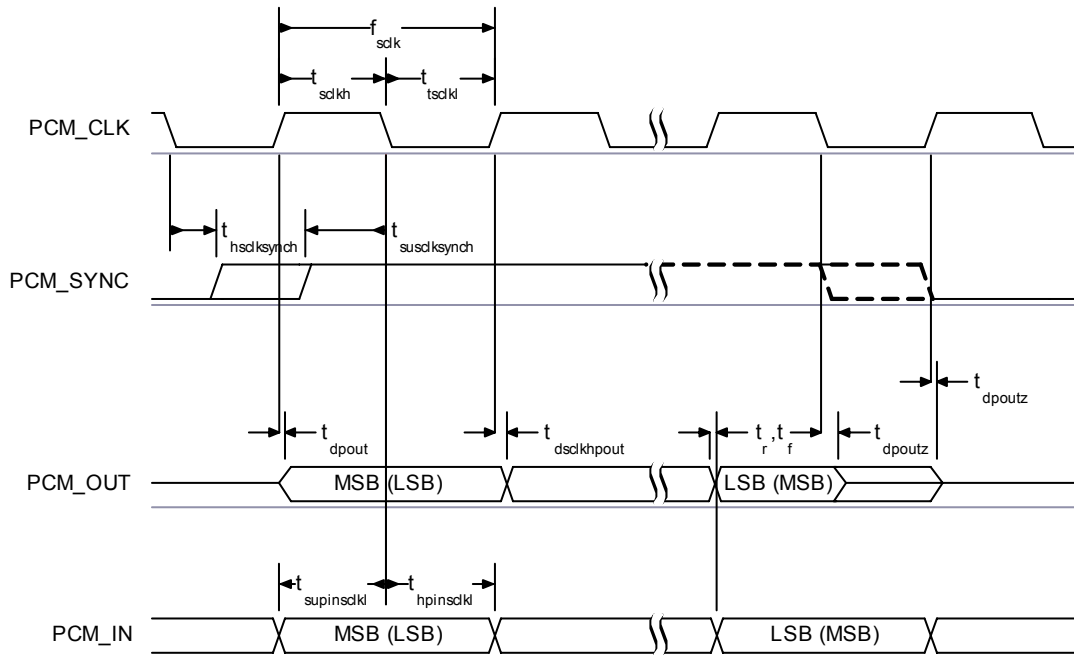 f sclk
t sclkh
t tsclkl
PCM_CLK
t hsclksynch
t susclksynch
PCM_SYNC
t dpoutz
t dpout
t dsclkhpout
t r ,t f
t dpoutz
PCM_OUT
MSB (LSB)
LSB (MSB)
t supinsclkl
t hpinsclkl
PCM_IN
MSB (LSB)
LSB (MSB)